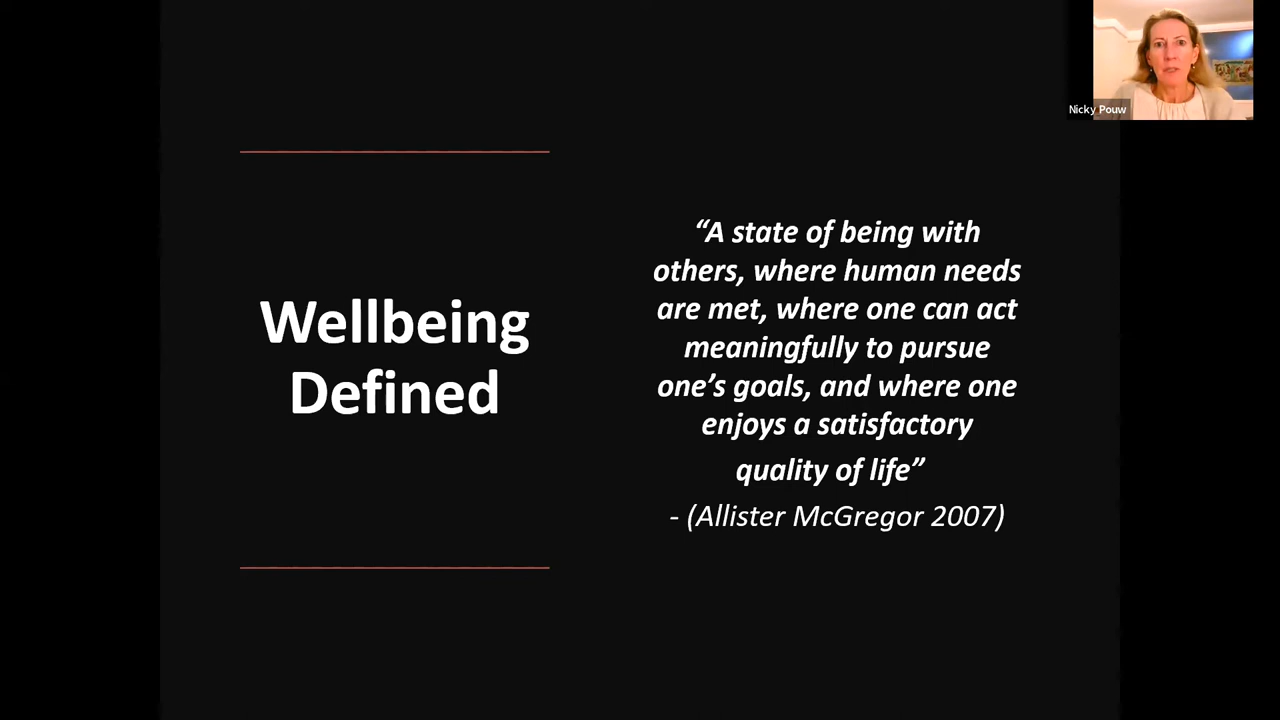 Nicky Pouw
Wellbeing
Defined
“A state of being with
others, where human needs
are met, where one can act
meaningfully to pursue
one’s goals, and where one
enjoys a satisfactory
quality of life”
- (Allister McGregor 2007)